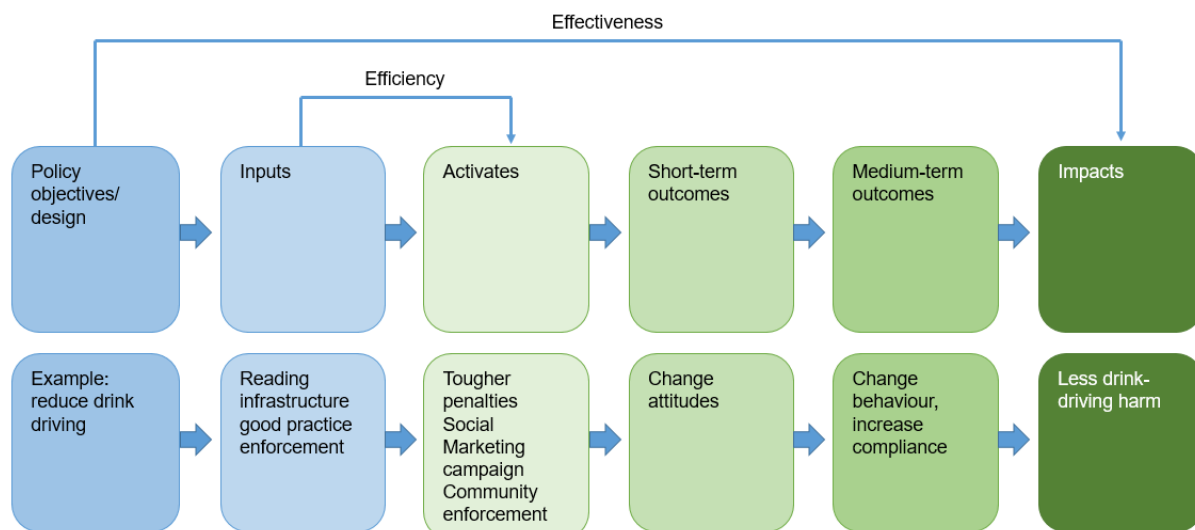 Effectiveness
Efficiency
Policy
objectives/
design
Inputs
Activates
Short-term
outcomes
Medium-term
outcomes
Impacts
Example:
reduce drink
driving
Reading
infrastructure
good practice
enforcement
Tougher
penalties
Social
Marketing
campaign
Community
enforcement
Change
attitudes
Change
behaviour,
increase
compliance
Less drink-
driving harm